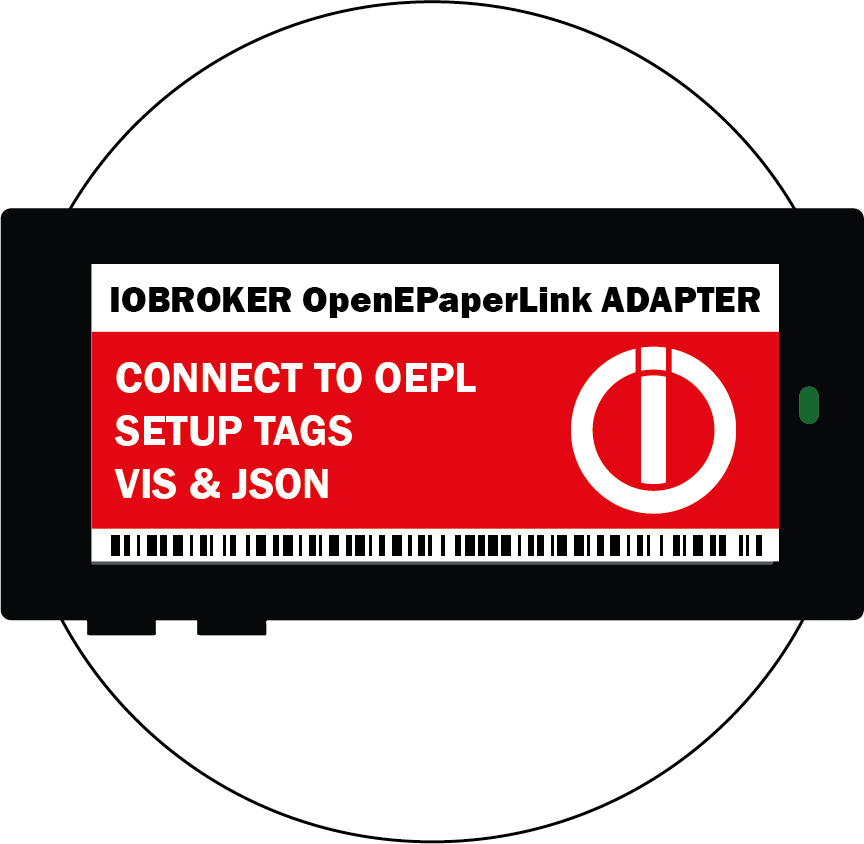 IOBROKER OpenEPaperLink ADAPTER
CONNECT TO OEPL
SETUP TAGS
VIS & JSON